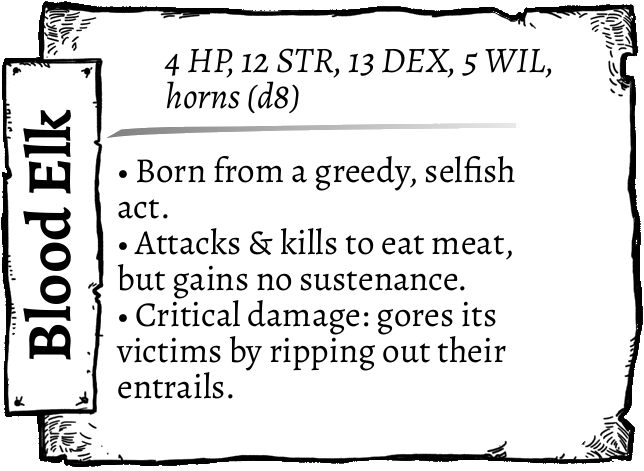 Blood Elk
4 HP, 12 STR, 13 DEX, 5 WIL,
horns (d8)
• Born from a greedy, selfish
act.
• Attacks & kills to eat meat,
but gains no sustenance.
• Critical damage: gores its
victims by ripping out their
entrails.